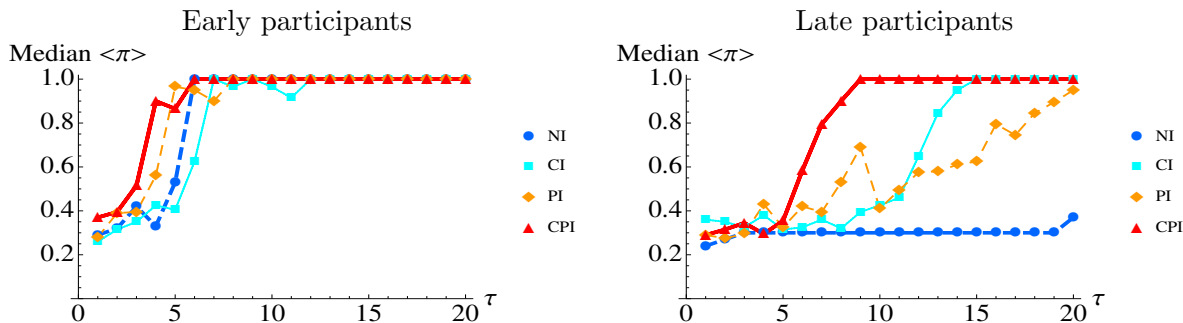 Early participants
Median <π>
1.0
0.8
0.6
0.4
0.2
0
5
10
15
20
τ
NI
CI
PI
CPI
Late participants
Median <π>
1.0
0.8
0.6
0.4
0.2
0
5
10
15
20
τ
NI
CI
PI
CPI